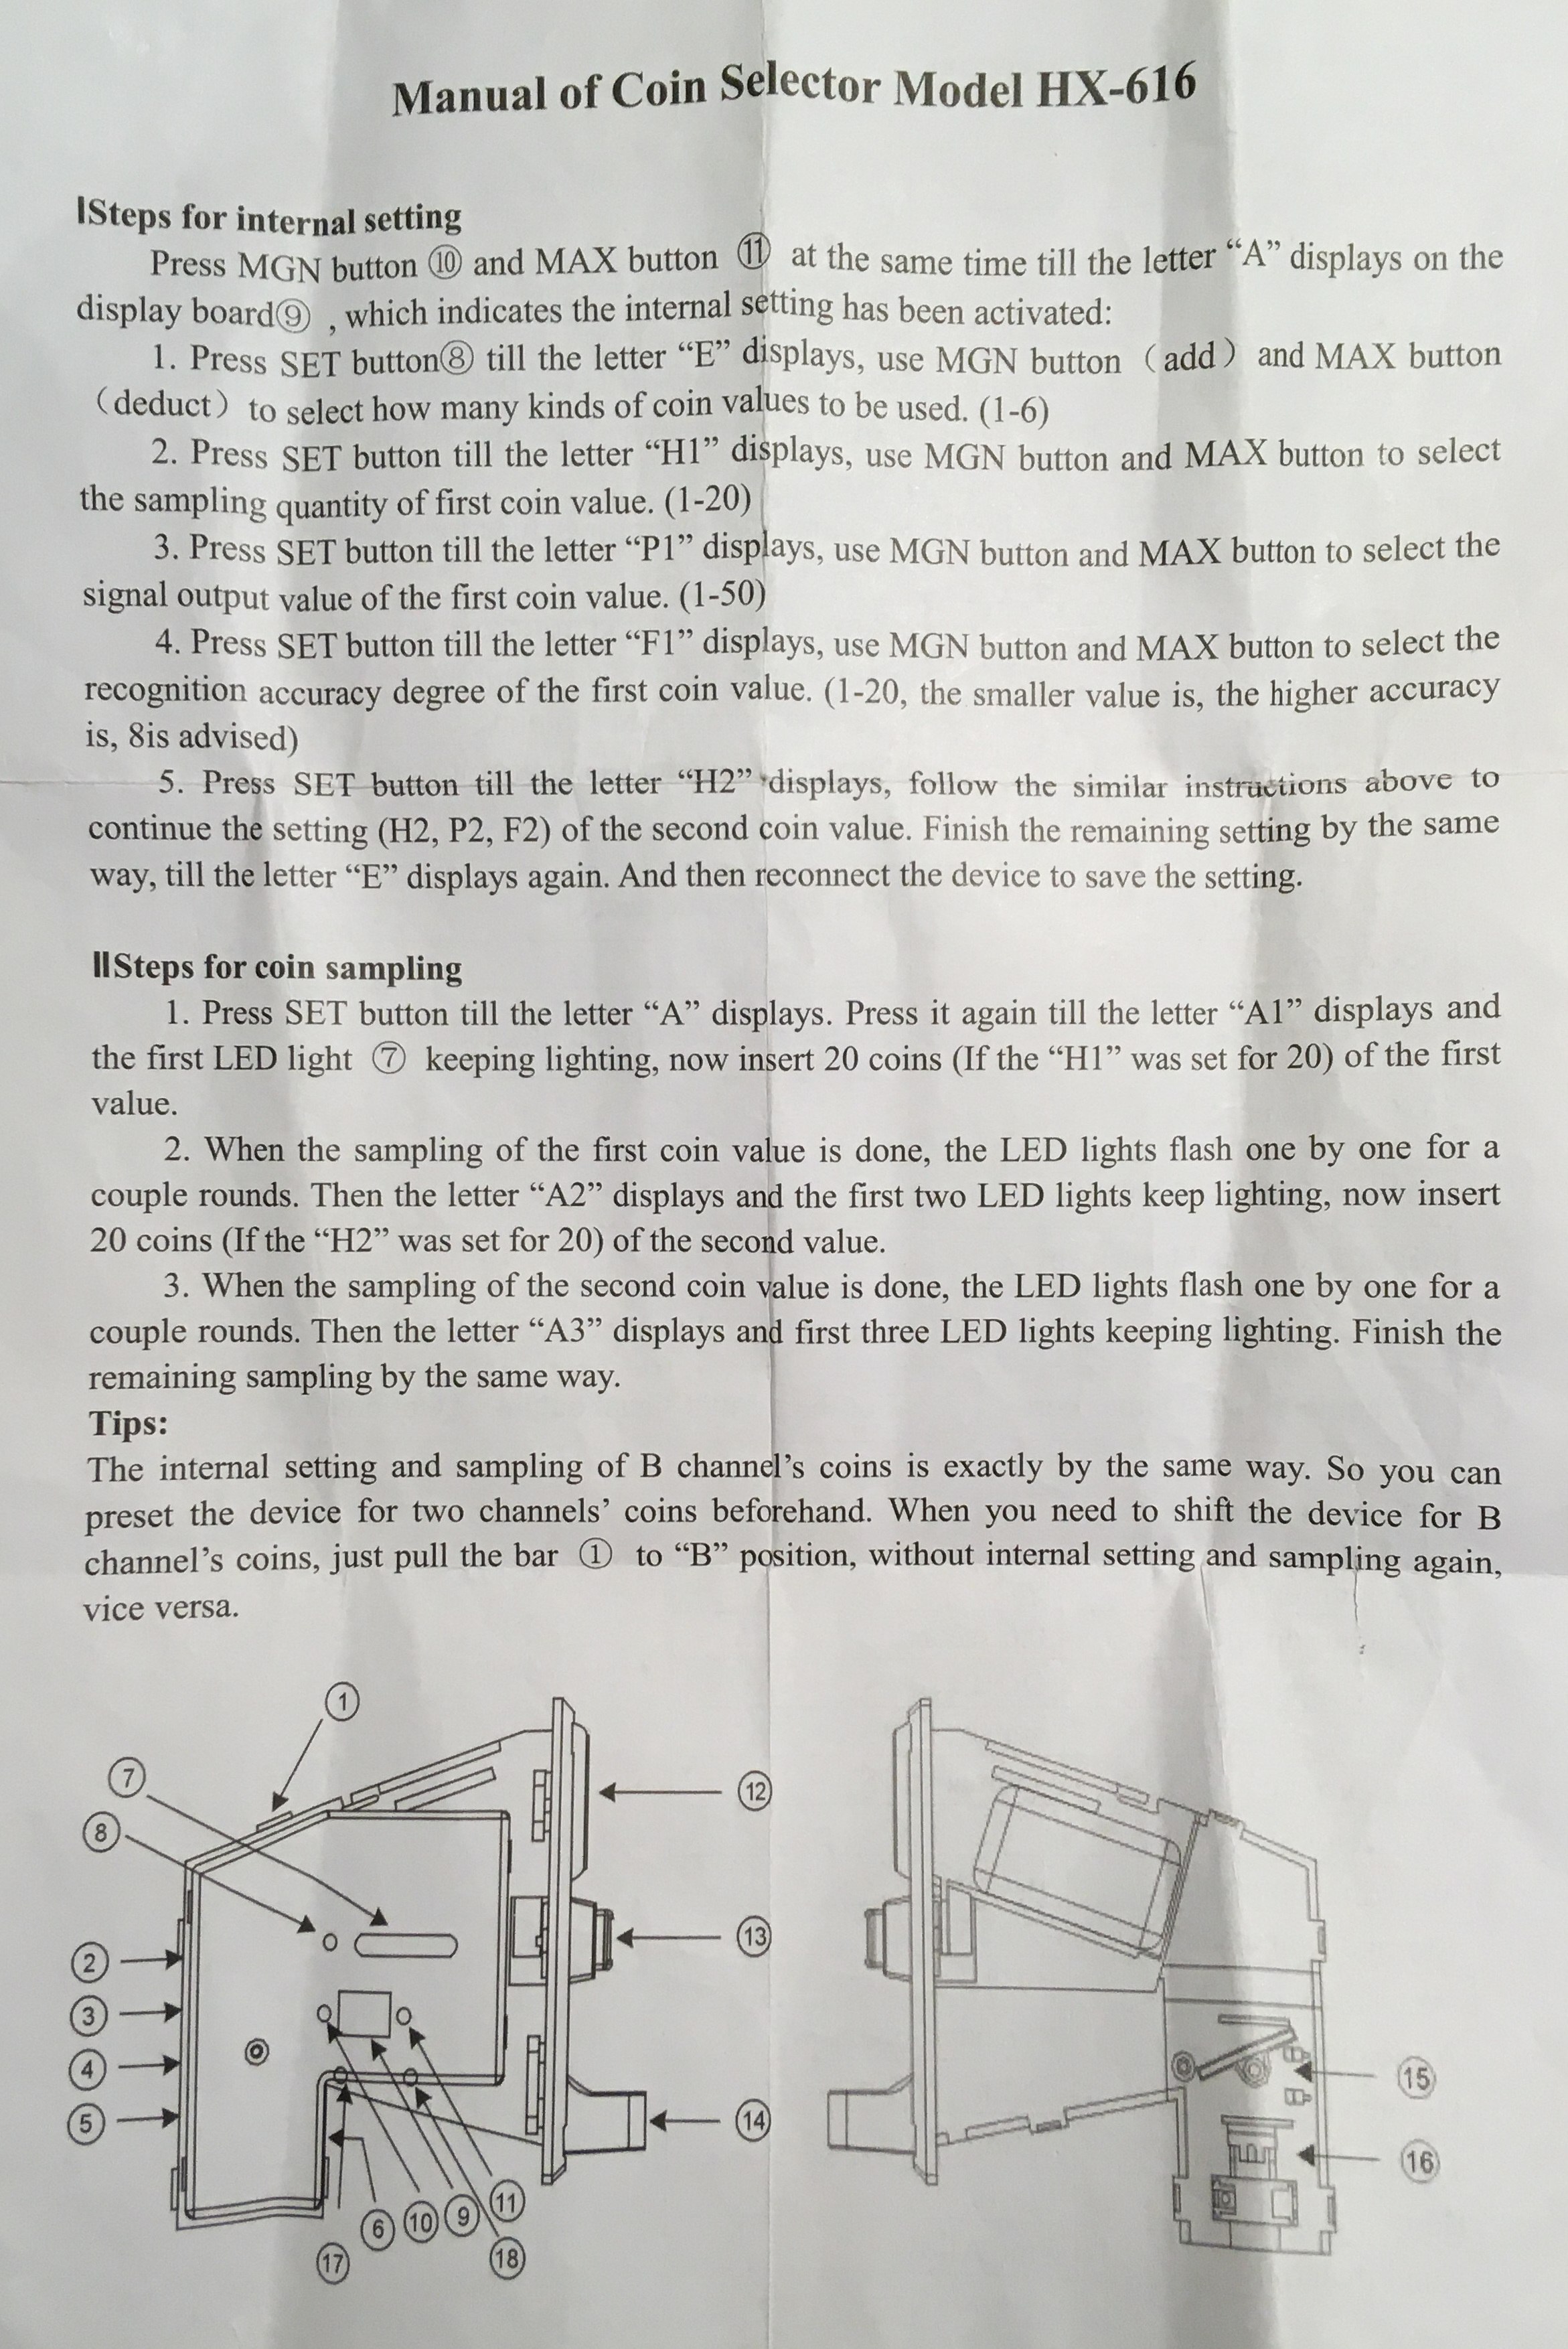 Manual of Coin Selector Model HX-616
ⅠSteps for internal setting
Press MGN button ⑩ and MAX button ⑪ at the same time till the letter “A” displays on the
display board⑨ , which indicates the internal setting has been activated:
1. Press SET button⑧ till the letter “E” displays, use MGN button （add） and MAX button
（deduct） to select how many kinds of coin values to be used. (1-6)
2. Press SET button till the letter “H1” displays, use MGN button and MAX button to select
the sampling quantity of first coin value. (1-20)
3. Press SET button till the letter “P1” displays, use MGN button and MAX button to select the
signal output value of the first coin value. (1-50)
4. Press SET button till the letter “F1” displays, use MGN button and MAX button to select the
recognition accuracy degree of the first coin value. (1-20, the smaller value is, the higher accuracy
is, 8is advised)
5. Press SET button till the letter “H2” displays, follow the similar instructions above to
continue the setting (H2, P2, F2) of the second coin value. Finish the remaining setting by the same
way, till the letter “E” displays again. And then reconnect the device to save the setting.
ⅡSteps for coin sampling
1. Press SET button till the letter “A” displays. Press it again till the letter “A1” displays and
the first LED light ⑦ keeping lighting, now insert 20 coins (If the “H1” was set for 20) of the first
value.
2. When the sampling of the first coin value is done, the LED lights flash one by one for a
couple rounds. Then the letter “A2” displays and the first two LED lights keep lighting, now insert
20 coins (If the “H2” was set for 20) of the second value.
3. When the sampling of the second coin value is done, the LED lights flash one by one for a
couple rounds. Then the letter “A3” displays and first three LED lights keeping lighting. Finish the
remaining sampling by the same way.
Tips:
The internal setting and sampling of B channel’s coins is exactly by the same way. So you can
preset the device for two channels’ coins beforehand. When you need to shift the device for B
channel’s coins, just pull the bar ① to “B” position, without internal setting and sampling again,
vice versa.
①
⑦
⑧
⑫
⑬
②
③
④
⑤
⑭
⑮
⑯
⑪
⑩
⑨
⑥
⑰
⑱